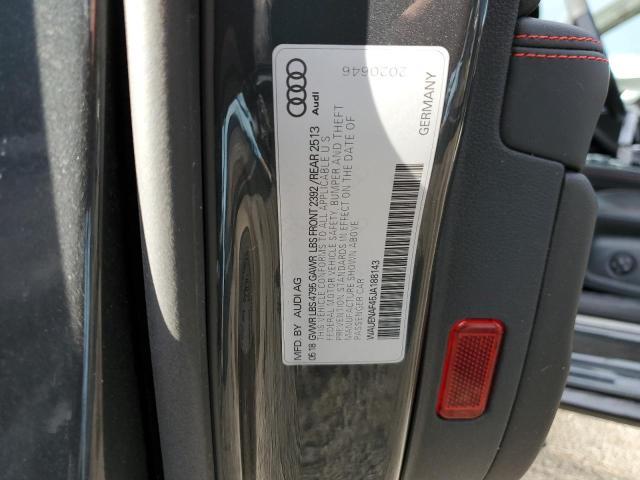 2020646
Audi
GERMANY
MFD. BY AUDI AG
05.18 GVWR LBS 4795 GAWR LBS FRONT 2392 /REAR 2513
THIS VEHICLE CONFORMS TO ALL APPLICABLE U.S.
FEDERAL MOTOR VEHICLE SAFETY, BUMPER AND THEFT
PREVENTION STANDARDS IN EFFECT ON THE DATE OF
MANUFACTURE SHOWN ABOVE
PASSENGER CAR
WAUENAF45JA188143